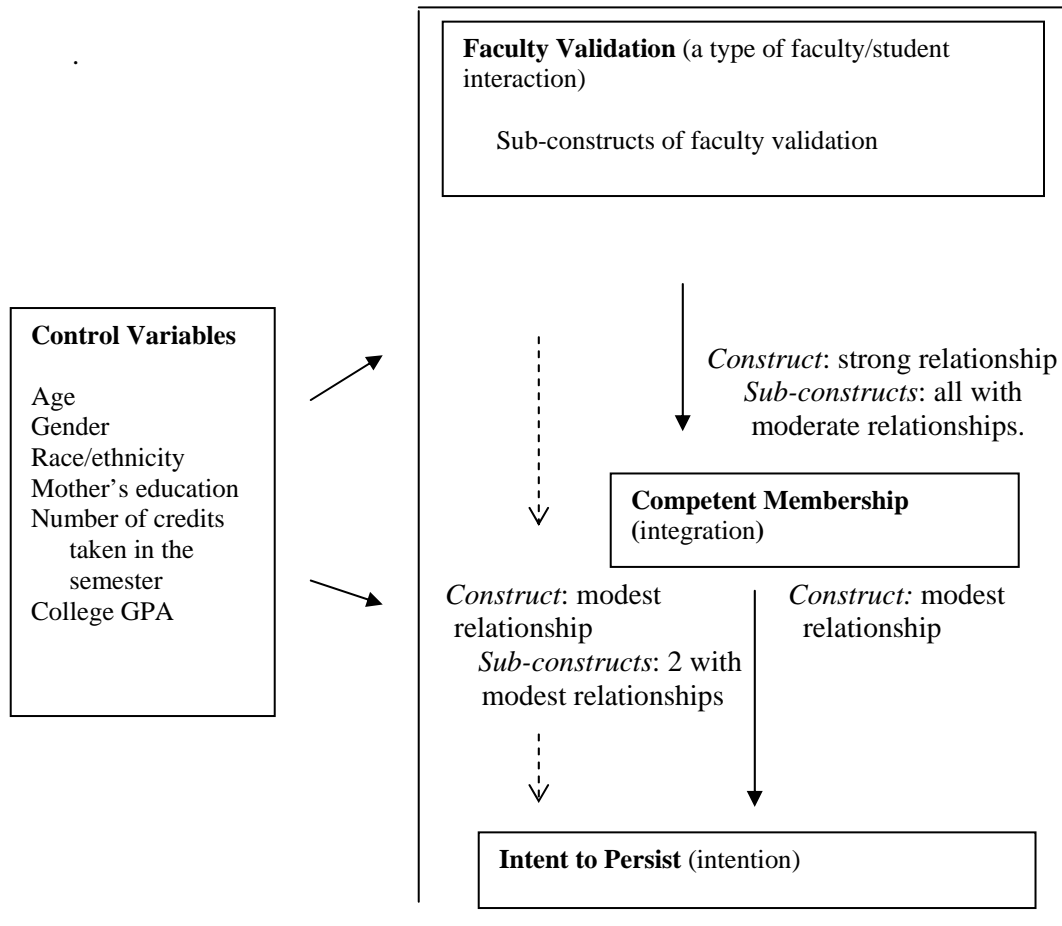 .
Faculty Validation (a type of faculty/student
interaction)
Sub-constructs of faculty validation
Control Variables
Age
Gender
Race/ethnicity
Mother’s education
Number of credits
taken in the
semester
College GPA
Construct: strong relationship
Sub-constructs: all with
moderate relationships.
Competent Membership
(integration)
Construct: modest
relationship
Sub-constructs: 2 with
modest relationships
Construct: modest
relationship
Intent to Persist (intention)